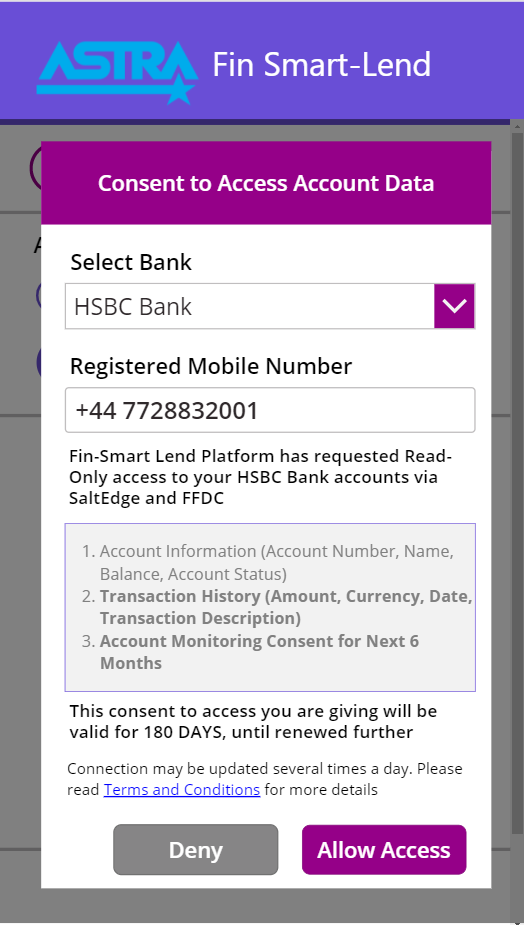 ASTRA Fin Smart-Lend
Consent to Access Account Data
A
Select Bank
HSBC Bank
Registered Mobile Number
+44 7728832001
Fin-Smart Lend Platform has requested Read-
Only access to your HSBC Bank accounts via
SaltEdge and FFDC
1. Account Information (Account Number, Name,
Balance, Account Status)
2. Transaction History (Amount, Currency, Date,
Transaction Description)
3. Account Monitoring Consent for Next 6
Months
This consent to access you are giving will be
valid for 180 DAYS, until renewed further
Connection may be updated several times a day. Please
read Terms and Conditions for more details
Deny
Allow Access